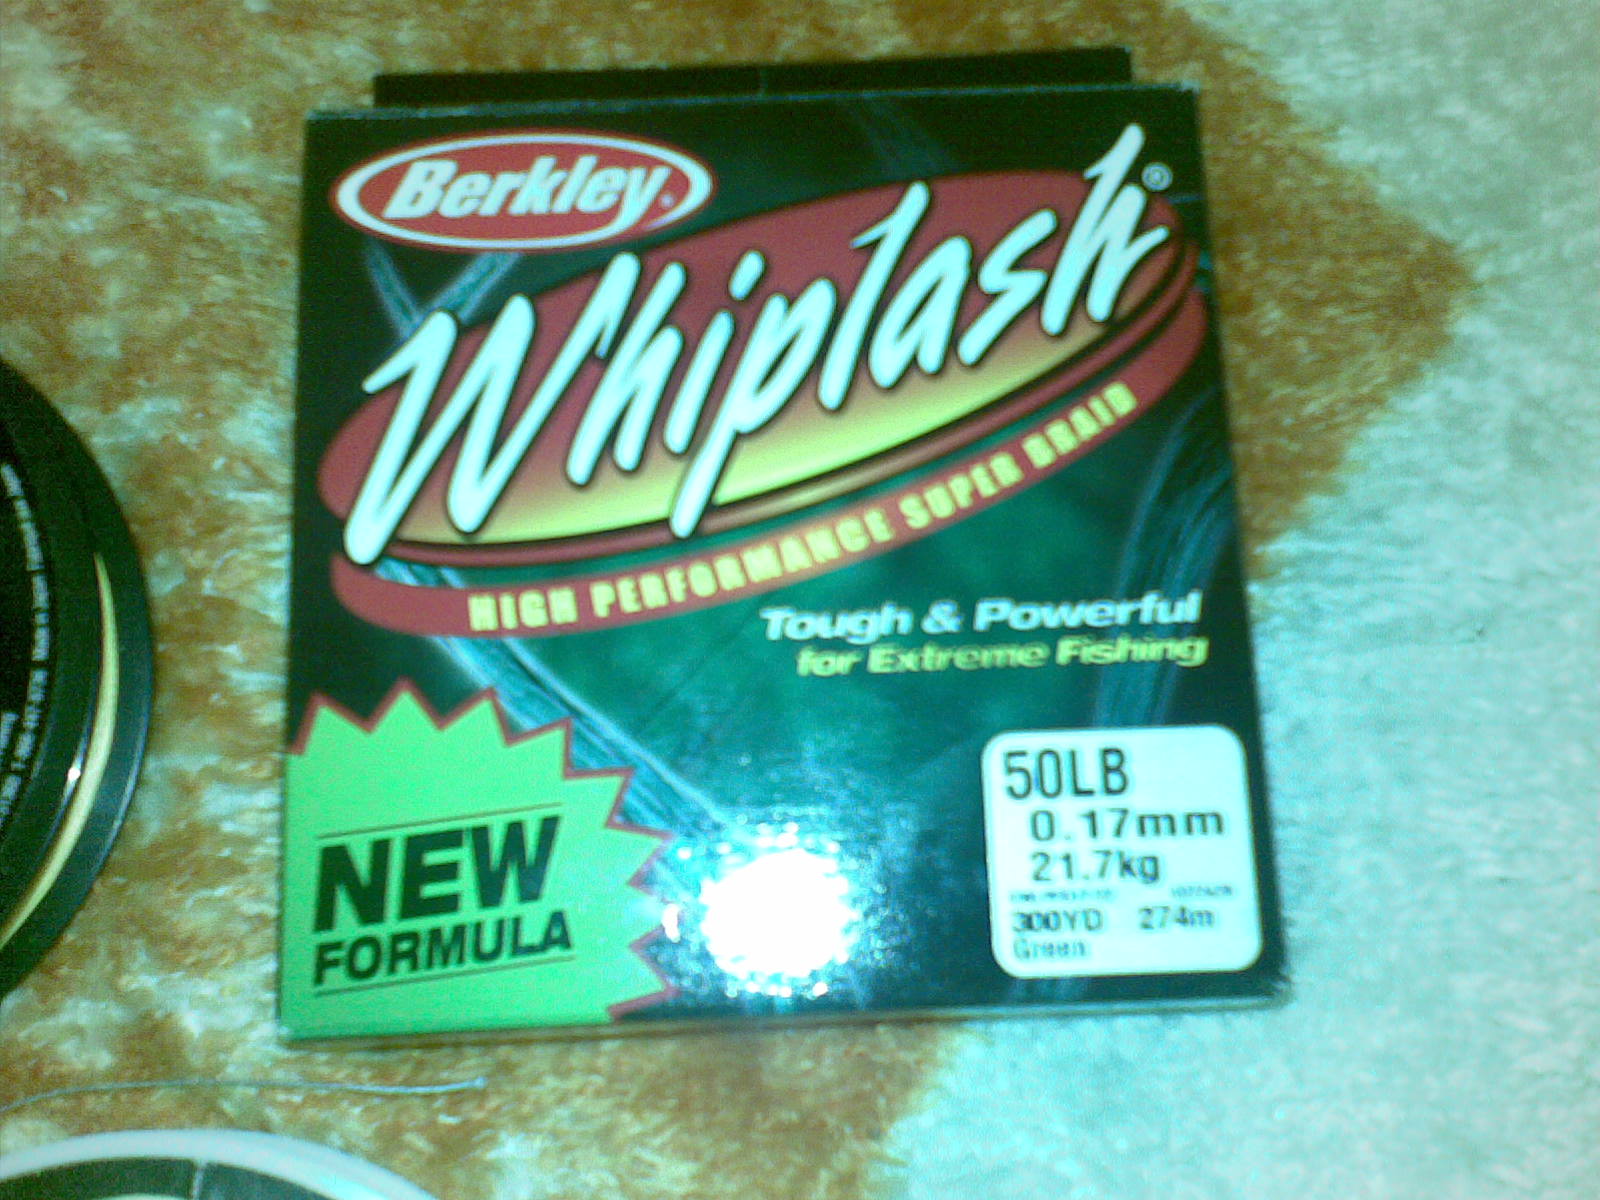 Berkley
Whiplash®
HIGH PERFORMANCE SUPER BRAID
Tough & Powerful
for Extreme Fishing
NEW
FORMULA
50LB
0.17mm
21.7kg
300YD 274m
Green